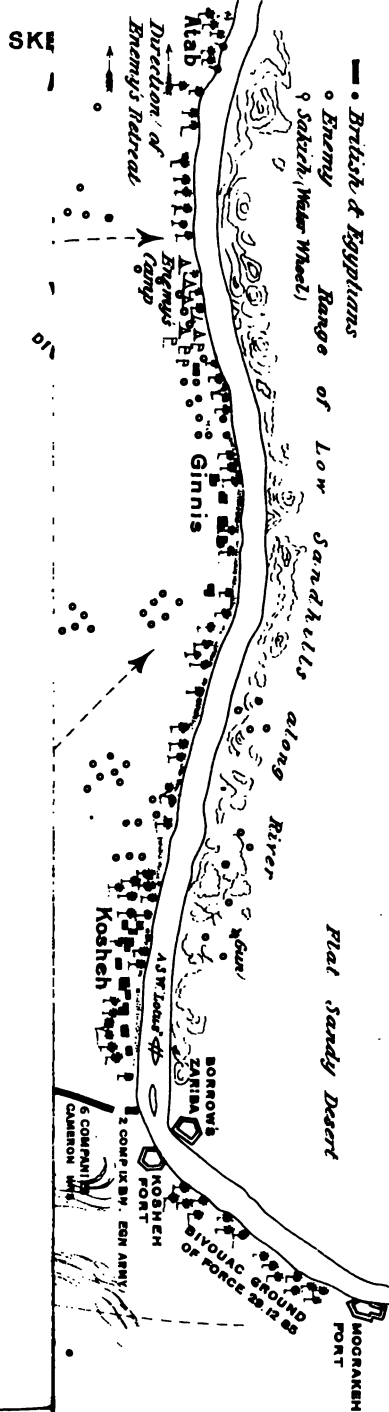 SKE
British & Egyptians
Enemy
Sakieh, (Water Wheel)
Range of Low Sandhills along River
Flat Sandy Desert
Atab
Direction of
Enemy's Retreat
Enemy's
Camp
Ginnis
Kosheh
A.S.W. Lotus
Gun
BORROW'S
ZARIBA
KOSHEH
FORT
2 COMP IX BN. EGN ARMY.
6 COMPANIES
CAMERON
BIVOUAC GROUND
OF FORCE 29.12 85
MOGRAKEH
FORT